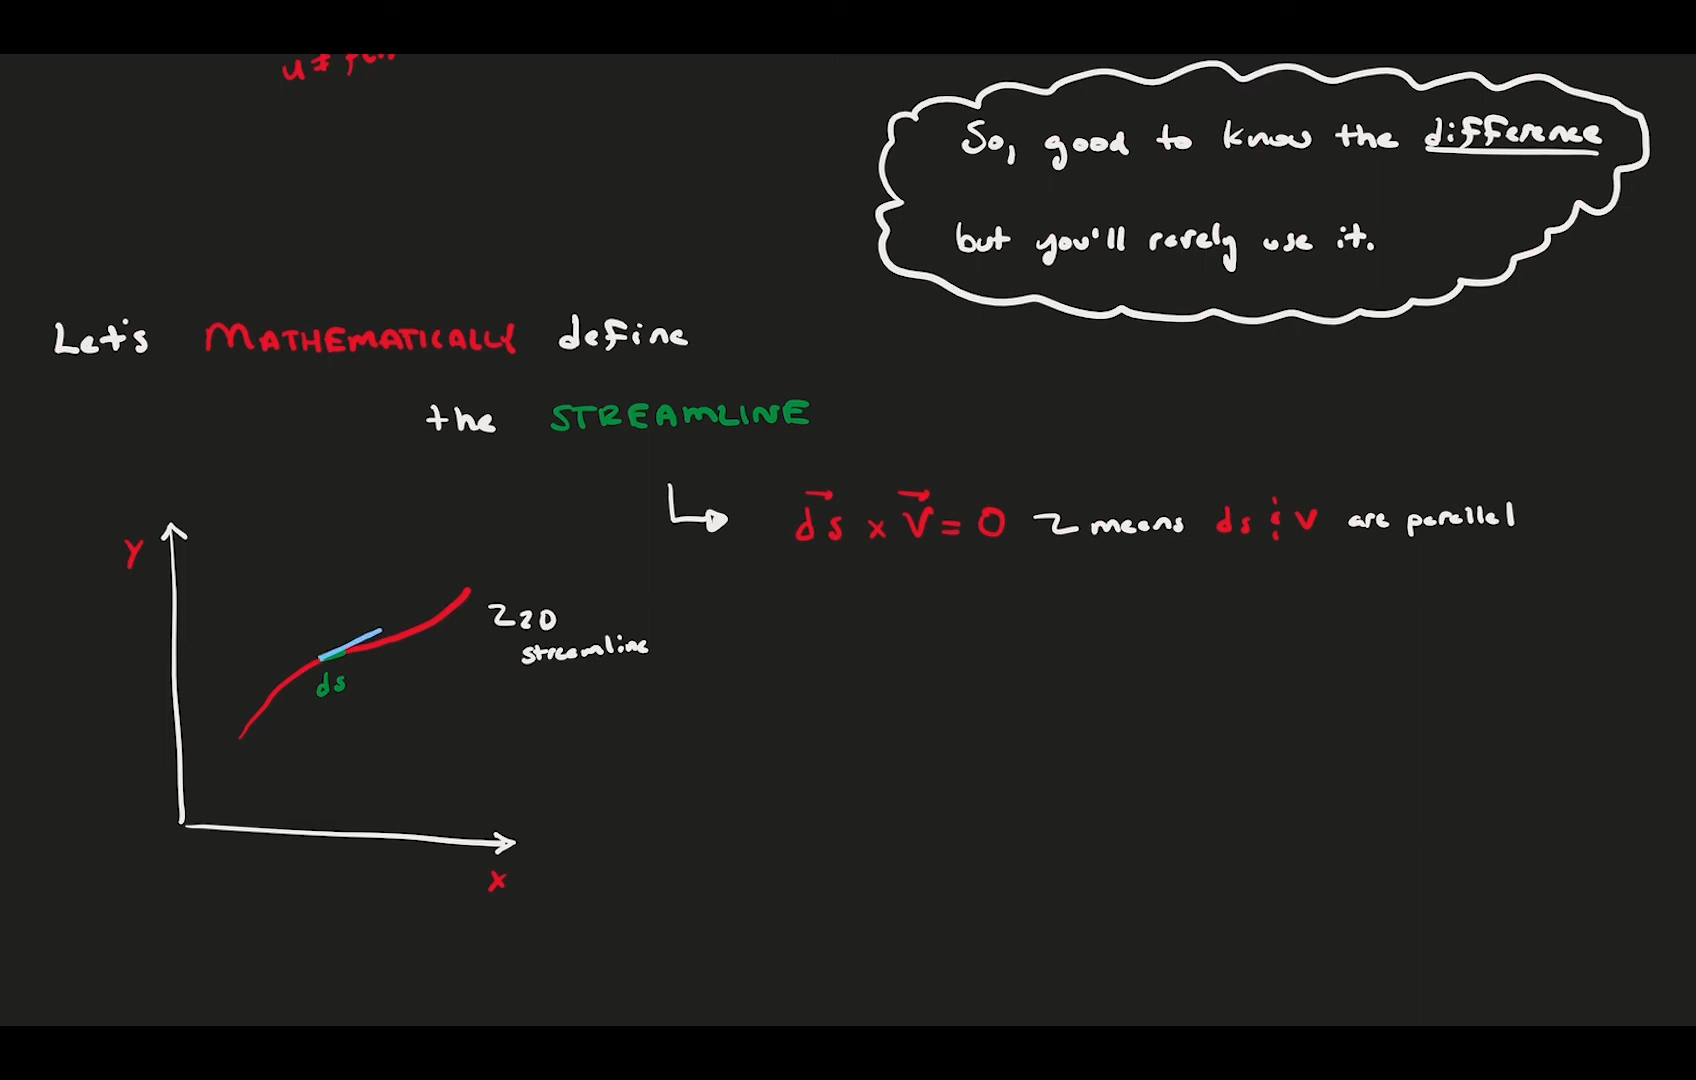 So, good to know the difference
but you'll rarely use it.
Let's MATHEMATICALLY define
the STREAMLINE
ds x V = 0 means ds & V are parallel
Y
2D
streamline
ds
x